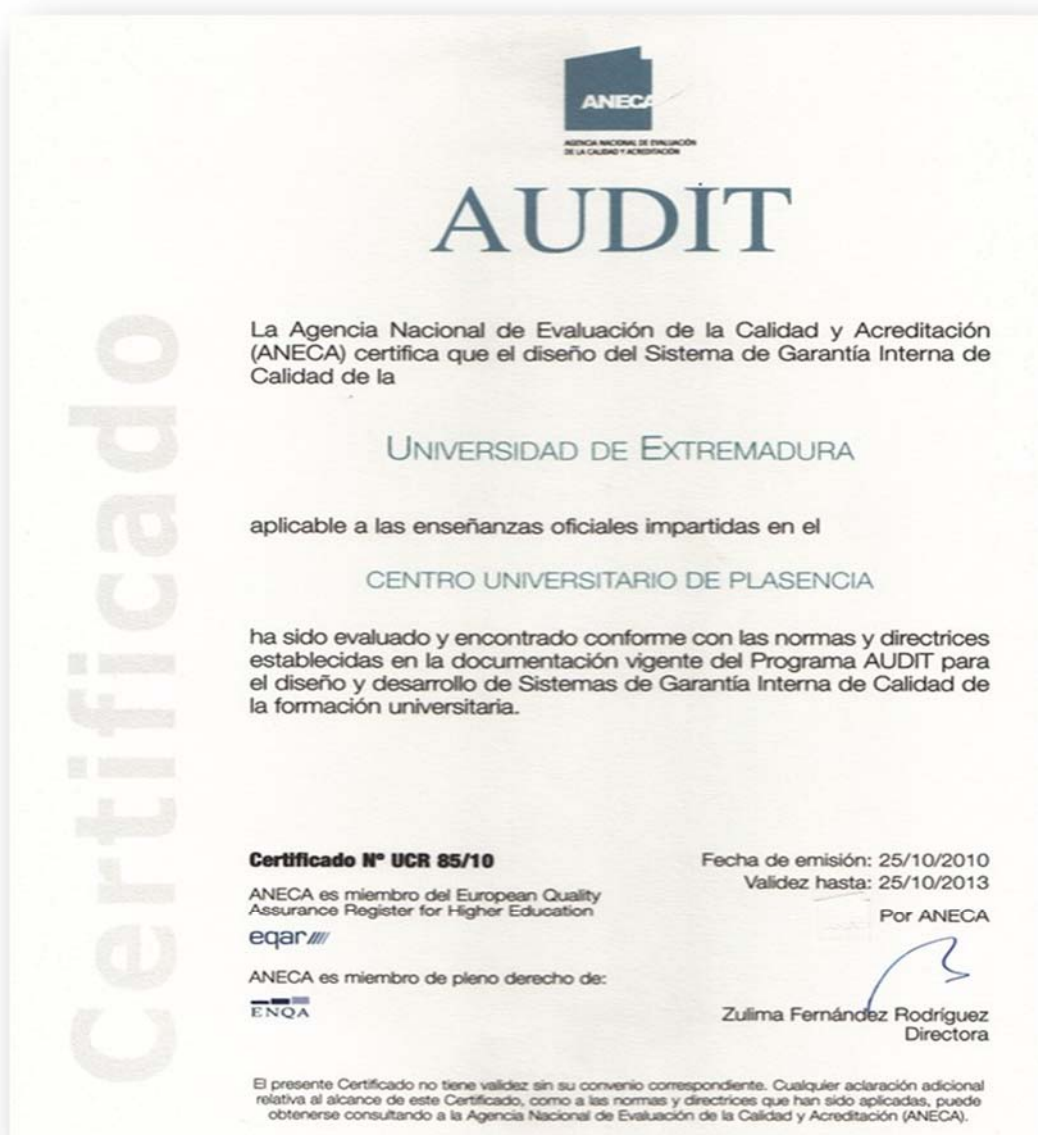 ANECA
AGENCIA NACIONAL DE EVALUACIÓN
DE LA CALIDAD Y ACREDITACIÓN
AUDIT
Certificado
La Agencia Nacional de Evaluación de la Calidad y Acreditación
(ANECA) certifica que el diseño del Sistema de Garantía Interna de
Calidad de la
UNIVERSIDAD DE EXTREMADURA
aplicable a las enseñanzas oficiales impartidas en el
CENTRO UNIVERSITARIO DE PLASENCIA
ha sido evaluado y encontrado conforme con las normas y directrices
establecidas en la documentación vigente del Programa AUDIT para
el diseño y desarrollo de Sistemas de Garantía Interna de Calidad de
la formación universitaria.
Certificado Nº UCR 85/10
ANECA es miembro del European Quality
Assurance Register for Higher Education
eqar
ANECA es miembro de pleno derecho de:
ENQA
Fecha de emisión: 25/10/2010
Validez hasta: 25/10/2013
Por ANECA
Zulima Fernández Rodríguez
Directora
El presente Certificado no tiene validez sin su convenio correspondiente. Cualquier aclaración adicional
relativa al alcance de este Certificado, como a las normas y directrices que han sido aplicadas, puede
obtenerse consultando a la Agencia Nacional de Evaluación de la Calidad y Acreditación (ANECA).